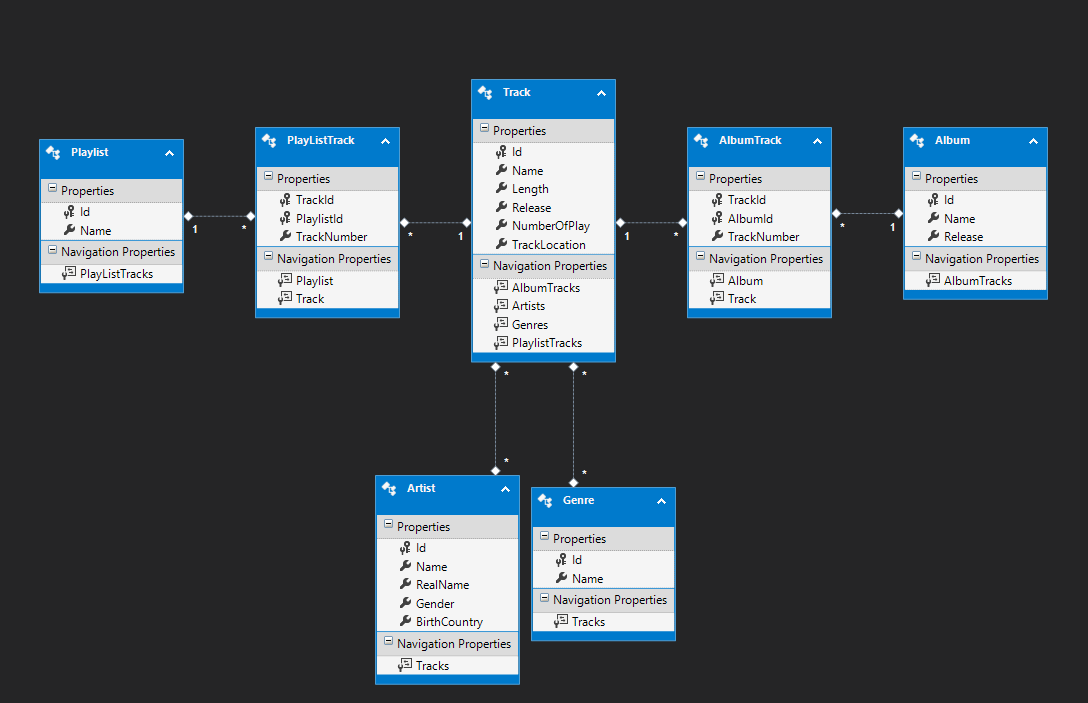 Playlist
Properties
Id
Name
Navigation Properties
PlayListTracks
1
*
PlayListTrack
Properties
TrackId
PlaylistId
TrackNumber
Navigation Properties
Playlist
Track
*
1
Track
Properties
Id
Name
Length
Release
NumberOfPlay
TrackLocation
Navigation Properties
AlbumTracks
Artists
Genres
PlaylistTracks
1
*
AlbumTrack
Properties
TrackId
AlbumId
TrackNumber
Navigation Properties
Album
Track
*
1
Album
Properties
Id
Name
Release
Navigation Properties
AlbumTracks
*
*
*
*
Artist
Properties
Id
Name
RealName
Gender
BirthCountry
Navigation Properties
Tracks
Genre
Properties
Id
Name
Navigation Properties
Tracks